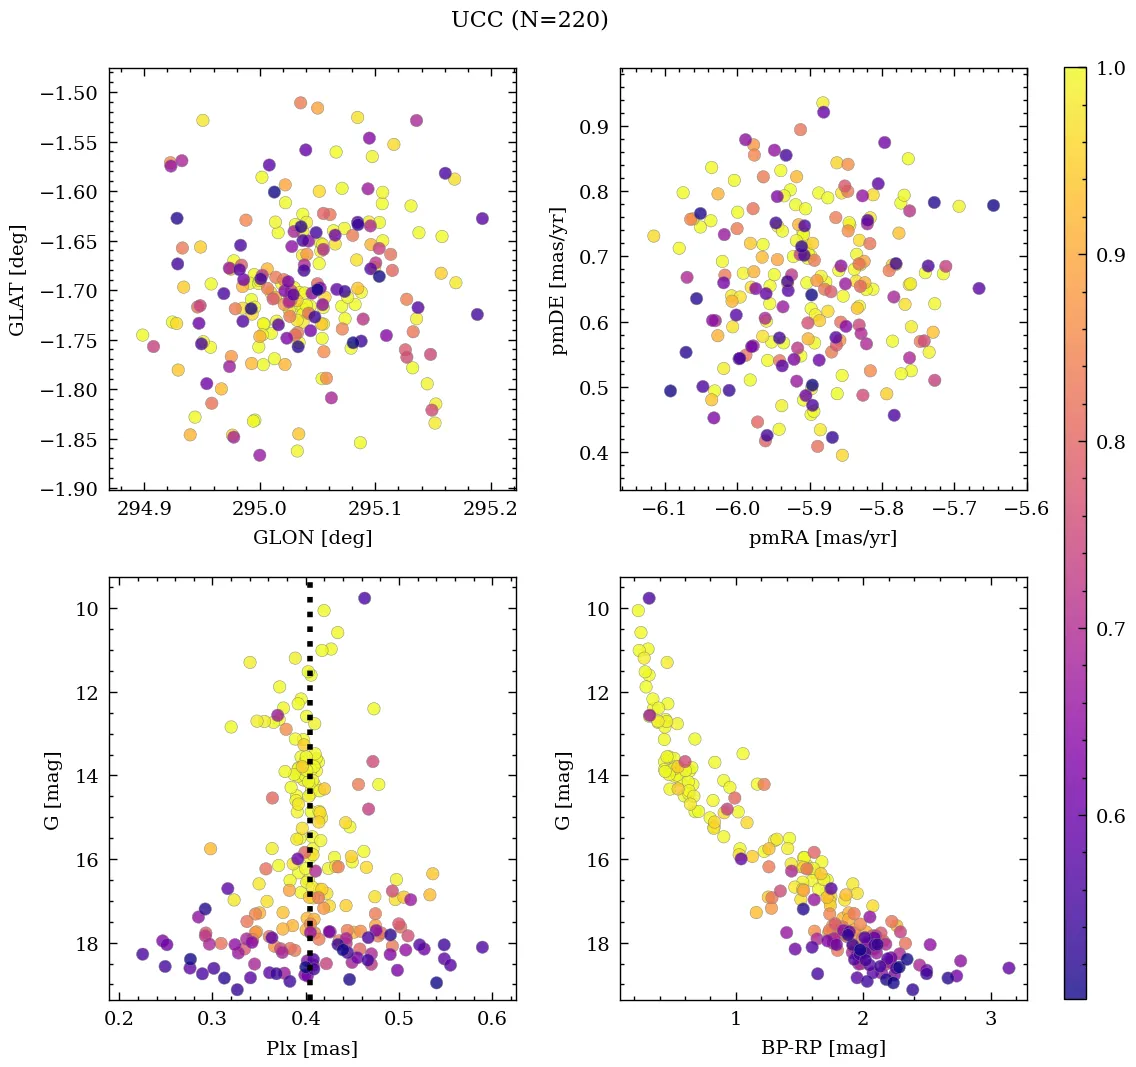 UCC (N=220)
−1.50
−1.55
−1.60
−1.65
−1.70
−1.75
−1.80
−1.85
−1.90
GLAT [deg]
294.9 295.0 295.1 295.2
GLON [deg]
0.9
0.8
0.7
0.6
0.5
0.4
pmDE [mas/yr]
−6.1 −6.0 −5.9 −5.8 −5.7 −5.6
pmRA [mas/yr]
10
12
14
16
18
G [mag]
0.2 0.3 0.4 0.5 0.6
Plx [mas]
10
12
14
16
18
G [mag]
1 2 3
BP-RP [mag]
1.0
0.9
0.8
0.7
0.6